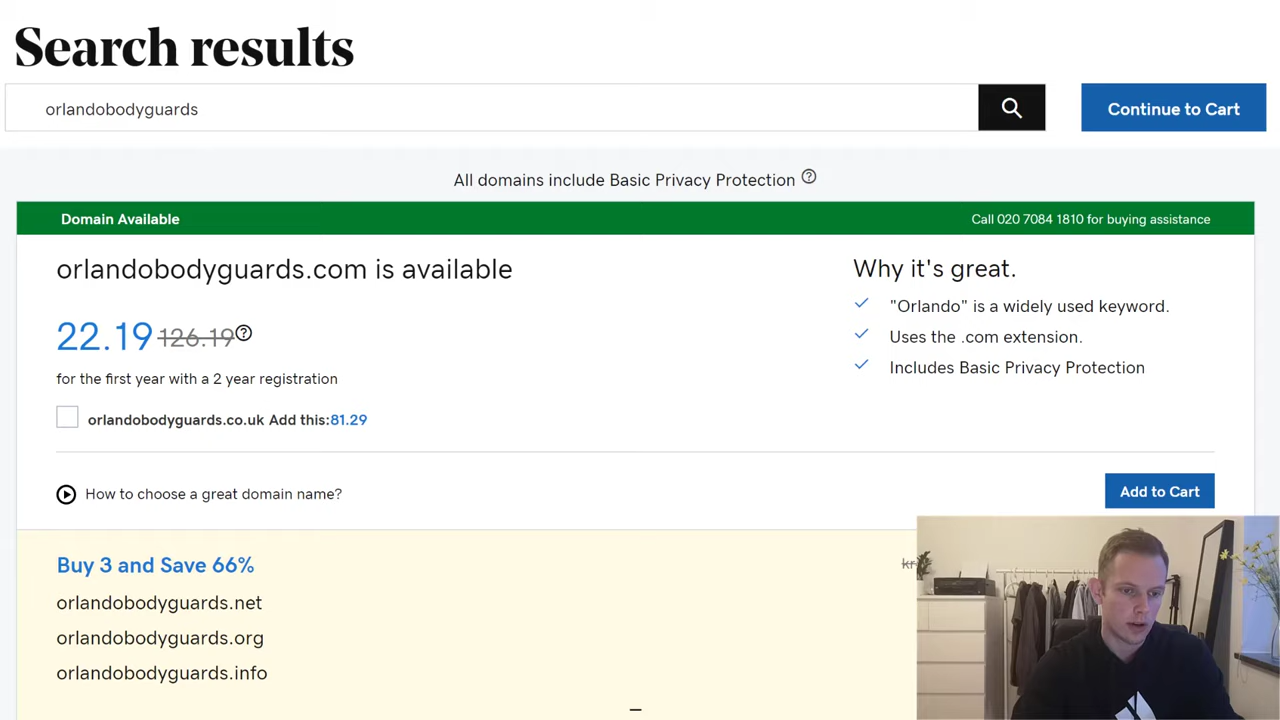 Search results
orlandobodyguards
Continue to Cart
All domains include Basic Privacy Protection ?
Domain Available
Call 020 7084 1810 for buying assistance
orlandobodyguards.com is available
22.19 126.19 ?
for the first year with a 2 year registration
orlandobodyguards.co.uk Add this:81.29
Why it's great.
"Orlando" is a widely used keyword.
Uses the .com extension.
Includes Basic Privacy Protection
How to choose a great domain name?
Add to Cart
Buy 3 and Save 66%
kr
orlandobodyguards.net
orlandobodyguards.org
orlandobodyguards.info